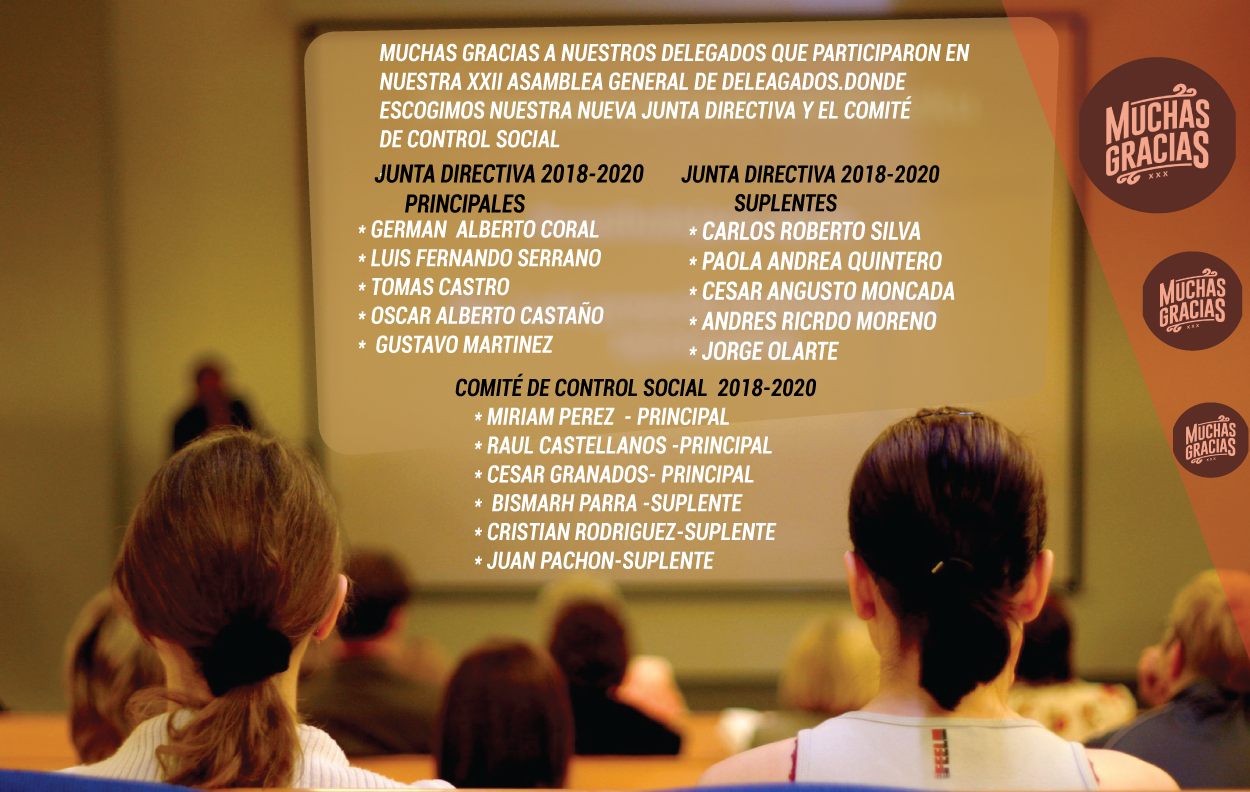 MUCHAS GRACIAS A NUESTROS DELEGADOS QUE PARTICIPARON EN
NUESTRA XXII ASAMBLEA GENERAL DE DELEAGADOS.DONDE
ESCOGIMOS NUESTRA NUEVA JUNTA DIRECTIVA Y EL COMITÉ
DE CONTROL SOCIAL
JUNTA DIRECTIVA 2018-2020
PRINCIPALES
* GERMAN ALBERTO CORAL
* LUIS FERNANDO SERRANO
* TOMAS CASTRO
* OSCAR ALBERTO CASTAÑO
* GUSTAVO MARTINEZ
JUNTA DIRECTIVA 2018-2020
SUPLENTES
* CARLOS ROBERTO SILVA
* PAOLA ANDREA QUINTERO
* CESAR ANGUSTO MONCADA
* ANDRES RICRDO MORENO
* JORGE OLARTE
COMITÉ DE CONTROL SOCIAL 2018-2020
* MIRIAM PEREZ - PRINCIPAL
* RAUL CASTELLANOS -PRINCIPAL
* CESAR GRANADOS- PRINCIPAL
* BISMARH PARRA -SUPLENTE
* CRISTIAN RODRIGUEZ-SUPLENTE
* JUAN PACHON-SUPLENTE
MUCHAS
GRACIAS
XXX
MUCHAS
GRACIAS
XXX
MUCHAS
GRACIAS
XXX